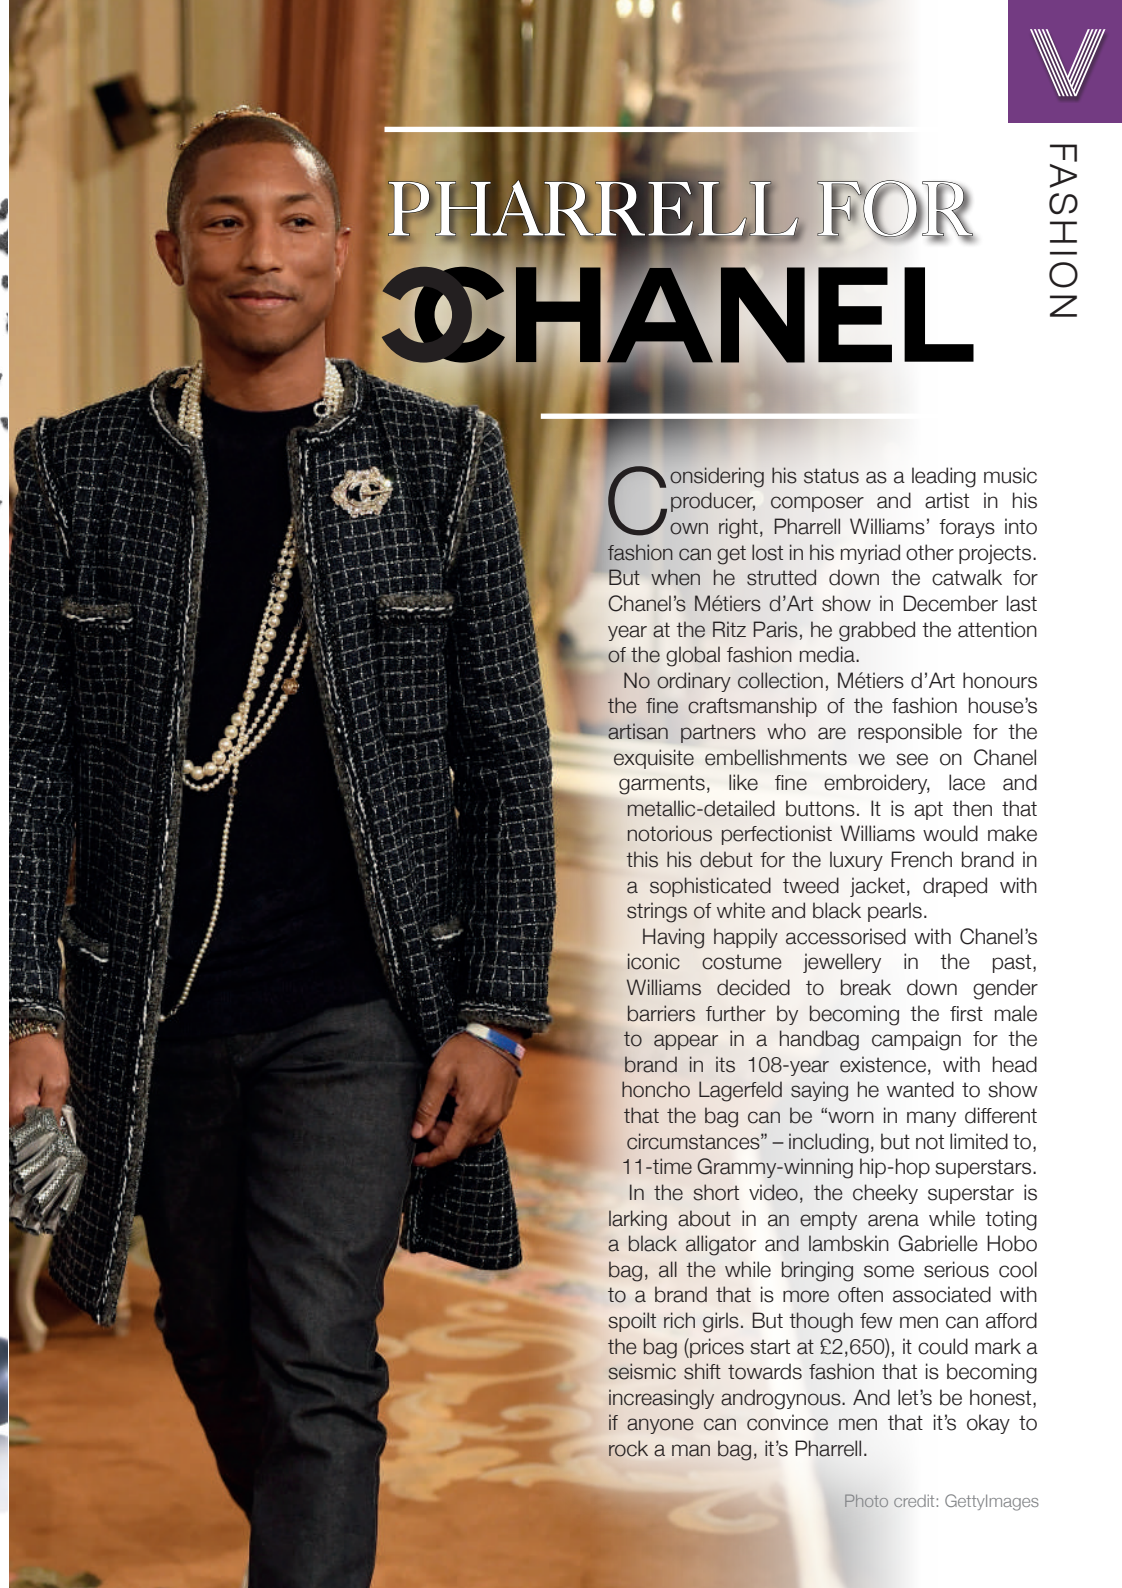 V
FASHION
PHARRELL FOR
CHANEL
Considering his status as a leading music
producer, composer and artist in his
own right, Pharrell Williams’ forays into
fashion can get lost in his myriad other projects.
But when he strutted down the catwalk for
Chanel’s Métiers d’Art show in December last
year at the Ritz Paris, he grabbed the attention
of the global fashion media.
No ordinary collection, Métiers d’Art honours
the fine craftsmanship of the fashion house’s
artisan partners who are responsible for the
exquisite embellishments we see on Chanel
garments, like fine embroidery, lace and
metallic-detailed buttons. It is apt then that
notorious perfectionist Williams would make
this his debut for the luxury French brand in
a sophisticated tweed jacket, draped with
strings of white and black pearls.
Having happily accessorised with Chanel’s
iconic costume jewellery in the past,
Williams decided to break down gender
barriers further by becoming the first male
to appear in a handbag campaign for the
brand in its 108-year existence, with head
honcho Lagerfeld saying he wanted to show
that the bag can be “worn in many different
circumstances” – including, but not limited to,
11-time Grammy-winning hip-hop superstars.
In the short video, the cheeky superstar is
larking about in an empty arena while toting
a black alligator and lambskin Gabrielle Hobo
bag, all the while bringing some serious cool
to a brand that is more often associated with
spoilt rich girls. But though few men can afford
the bag (prices start at £2,650), it could mark a
seismic shift towards fashion that is becoming
increasingly androgynous. And let’s be honest,
if anyone can convince men that it’s okay to
rock a man bag, it’s Pharrell.
Photo credit: GettyImages